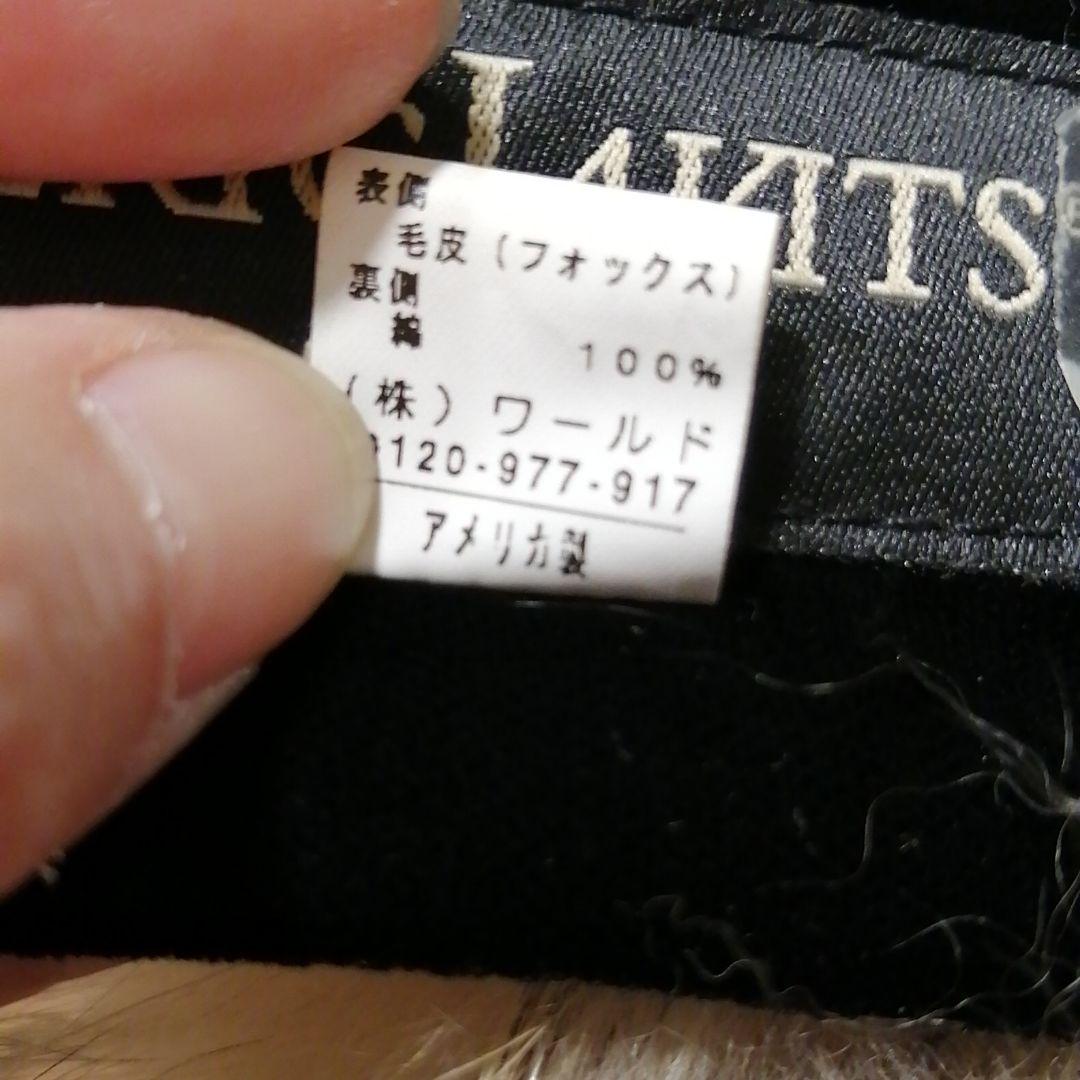 表側
毛皮(フォックス)
裏側
綿
100%
(株)ワールド
120-977-917
アメリカ製